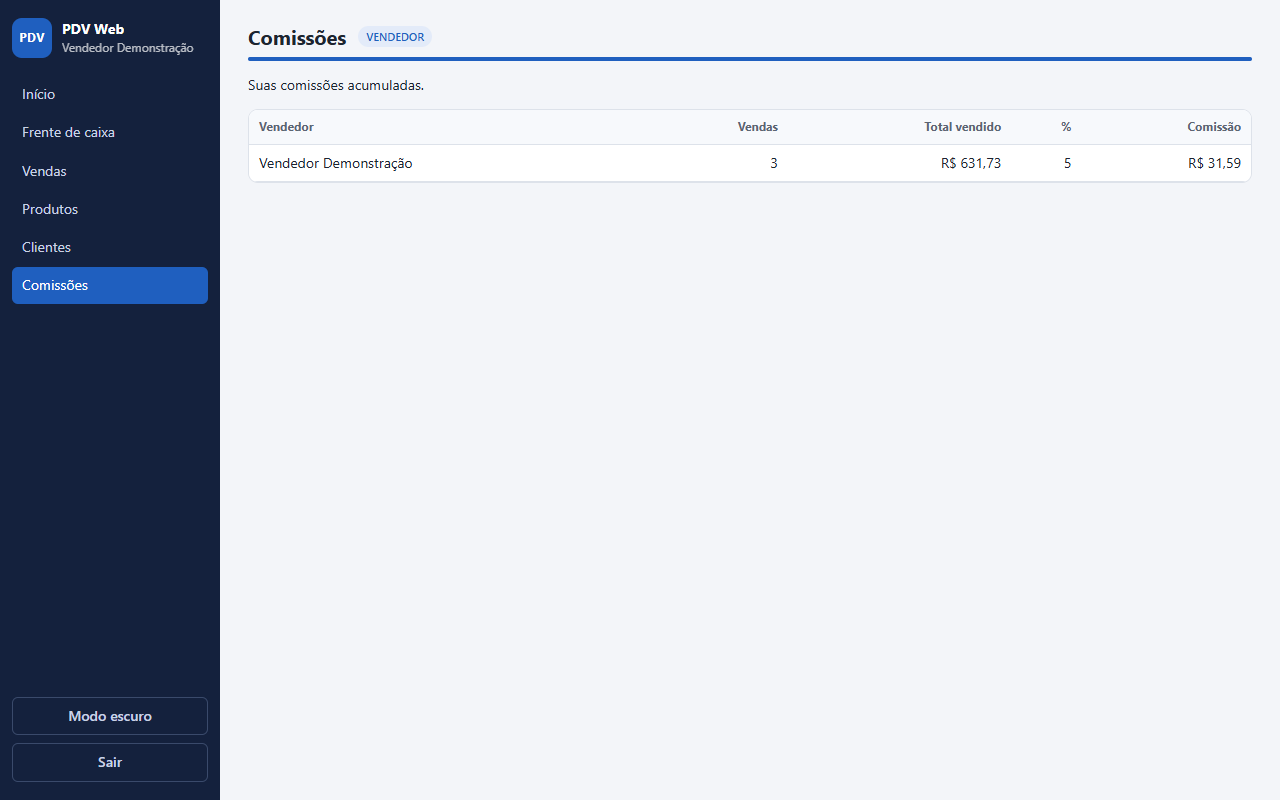 PDV
PDV Web
Vendedor Demonstração
Início
Frente de caixa
Vendas
Produtos
Clientes
Comissões
Modo escuro
Sair
Comissões VENDEDOR
Suas comissões acumuladas.
Vendedor Vendas Total vendido % Comissão
Vendedor Demonstração 3 R$ 631,73 5 R$ 31,59